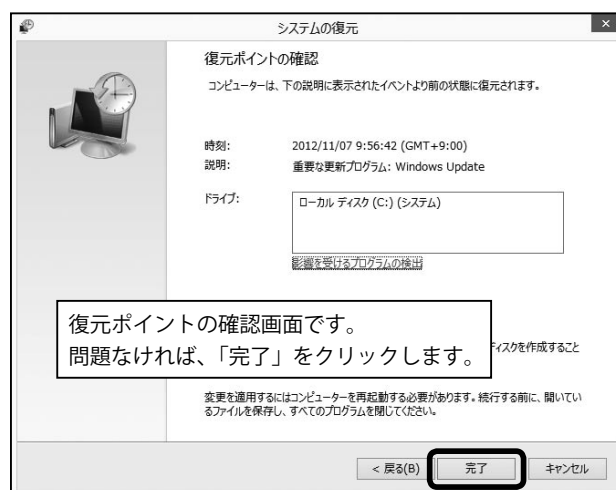 システムの復元
×
復元ポイントの確認
コンピューターは、下の説明に表示されたイベントより前の状態に復元されます。
時刻: 2012/11/07 9:56:42 (GMT+9:00)
説明: 重要な更新プログラム: Windows Update
ドライブ: ローカル ディスク (C:) (システム)
影響を受けるプログラムの検出
復元ポイントの確認画面です。
問題なければ、「完了」をクリックします。
ディスクを作成すること
変更を適用するにはコンピューターを再起動する必要があります。続行する前に、開いてい
るファイルを保存し、すべてのプログラムを閉じてください。
< 戻る(B) 完了 キャンセル